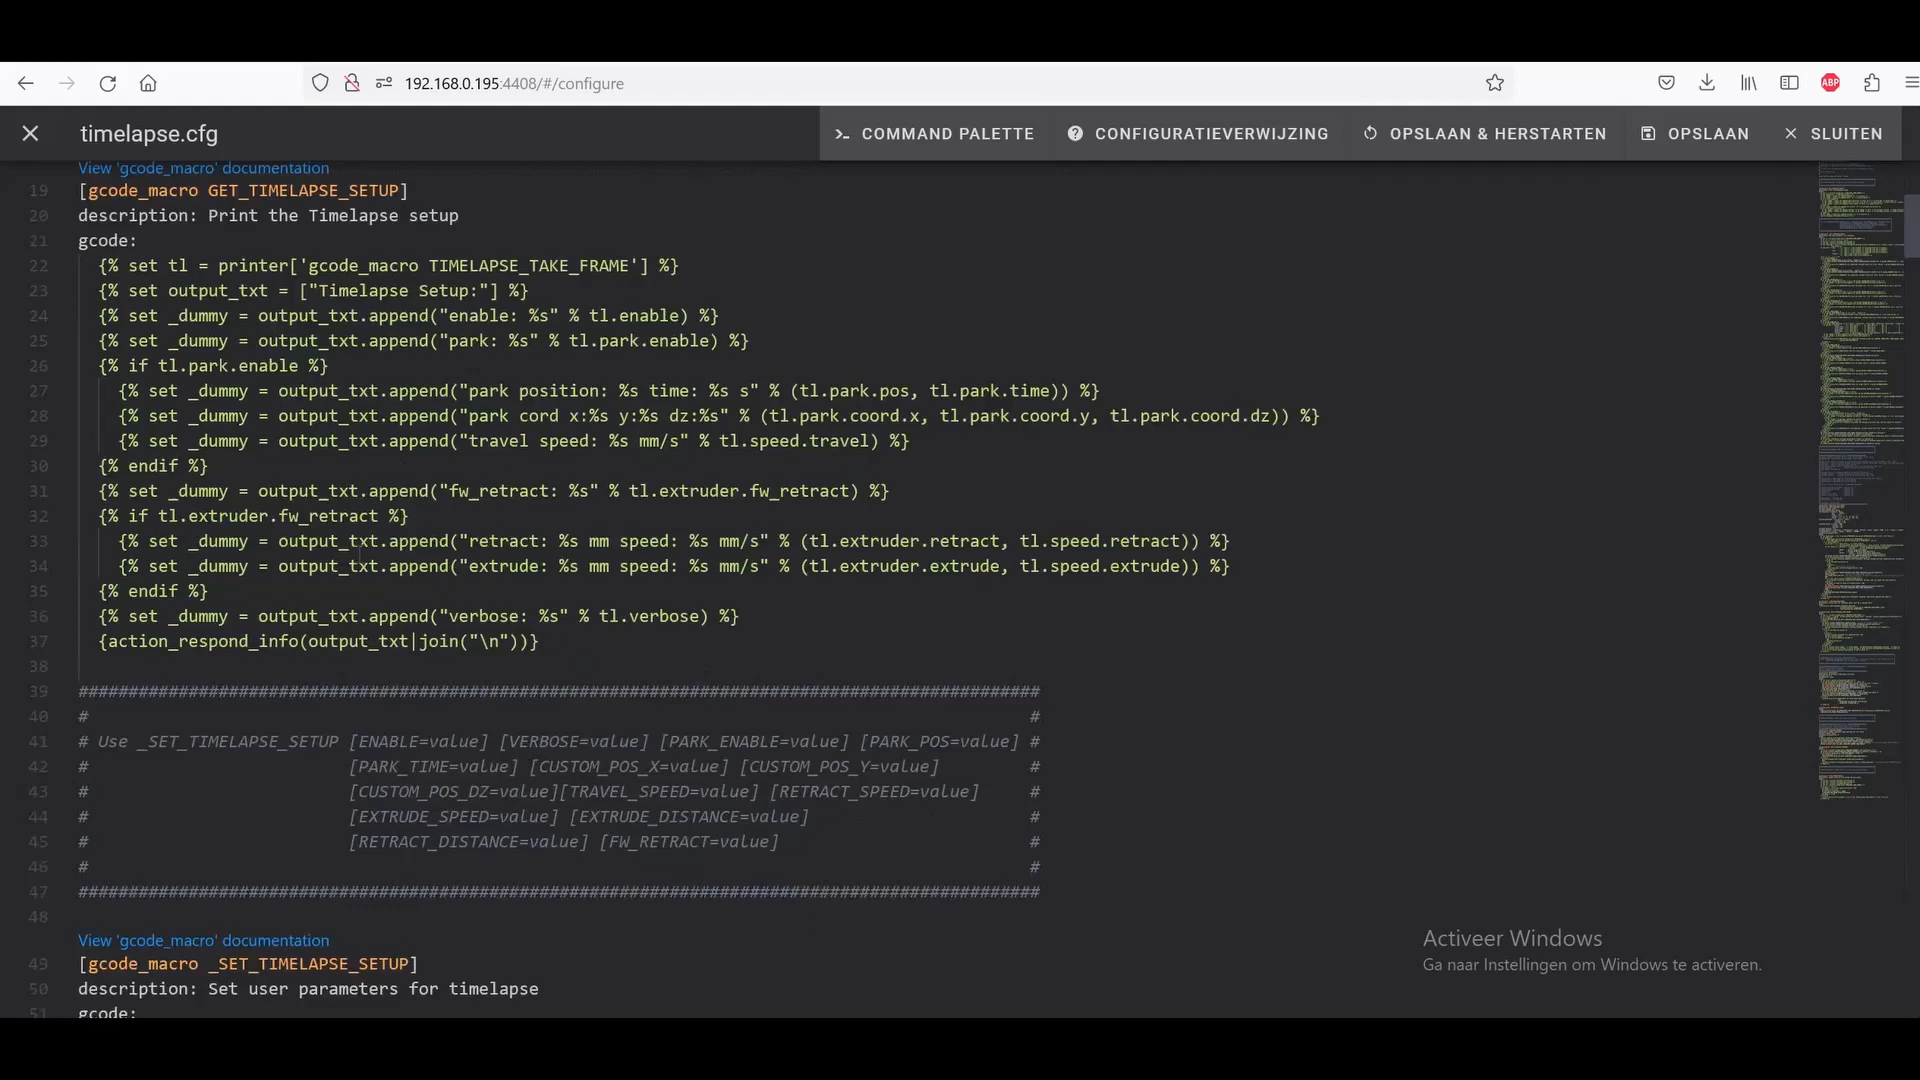 192.168.0.195:4408/#/configure
ABP
timelapse.cfg
COMMAND PALETTE
CONFIGURATIEVERWIJZING
OPSLAAN & HERSTARTEN
OPSLAAN
SLUITEN
View 'gcode_macro' documentation
19 [gcode_macro GET_TIMELAPSE_SETUP]
20 description: Print the Timelapse setup
21 gcode:
22 {% set tl = printer['gcode_macro TIMELAPSE_TAKE_FRAME'] %}
23 {% set output_txt = ["Timelapse Setup:"] %}
24 {% set _dummy = output_txt.append("enable: %s" % tl.enable) %}
25 {% set _dummy = output_txt.append("park: %s" % tl.park.enable) %}
26 {% if tl.park.enable %}
27 {% set _dummy = output_txt.append("park position: %s time: %s s" % (tl.park.pos, tl.park.time)) %}
28 {% set _dummy = output_txt.append("park cord x:%s y:%s dz:%s" % (tl.park.coord.x, tl.park.coord.y, tl.park.coord.dz)) %}
29 {% set _dummy = output_txt.append("travel speed: %s mm/s" % tl.speed.travel) %}
30 {% endif %}
31 {% set _dummy = output_txt.append("fw_retract: %s" % tl.extruder.fw_retract) %}
32 {% if tl.extruder.fw_retract %}
33 {% set _dummy = output_txt.append("retract: %s mm speed: %s mm/s" % (tl.extruder.retract, tl.speed.retract)) %}
34 {% set _dummy = output_txt.append("extrude: %s mm speed: %s mm/s" % (tl.extruder.extrude, tl.speed.extrude)) %}
35 {% endif %}
36 {% set _dummy = output_txt.append("verbose: %s" % tl.verbose) %}
37 {action_respond_info(output_txt|join("\n"))}
38
39 ################################################################################################
40 # #
41 # Use _SET_TIMELAPSE_SETUP [ENABLE=value] [VERBOSE=value] [PARK_ENABLE=value] [PARK_POS=value] #
42 # [PARK_TIME=value] [CUSTOM_POS_X=value] [CUSTOM_POS_Y=value] #
43 # [CUSTOM_POS_DZ=value][TRAVEL_SPEED=value] [RETRACT_SPEED=value] #
44 # [EXTRUDE_SPEED=value] [EXTRUDE_DISTANCE=value] #
45 # [RETRACT_DISTANCE=value] [FW_RETRACT=value] #
46 # #
47 ################################################################################################
48
View 'gcode_macro' documentation
49 [gcode_macro _SET_TIMELAPSE_SETUP]
50 description: Set user parameters for timelapse
51 gcode:
Activeer Windows
Ga naar Instellingen om Windows te activeren.